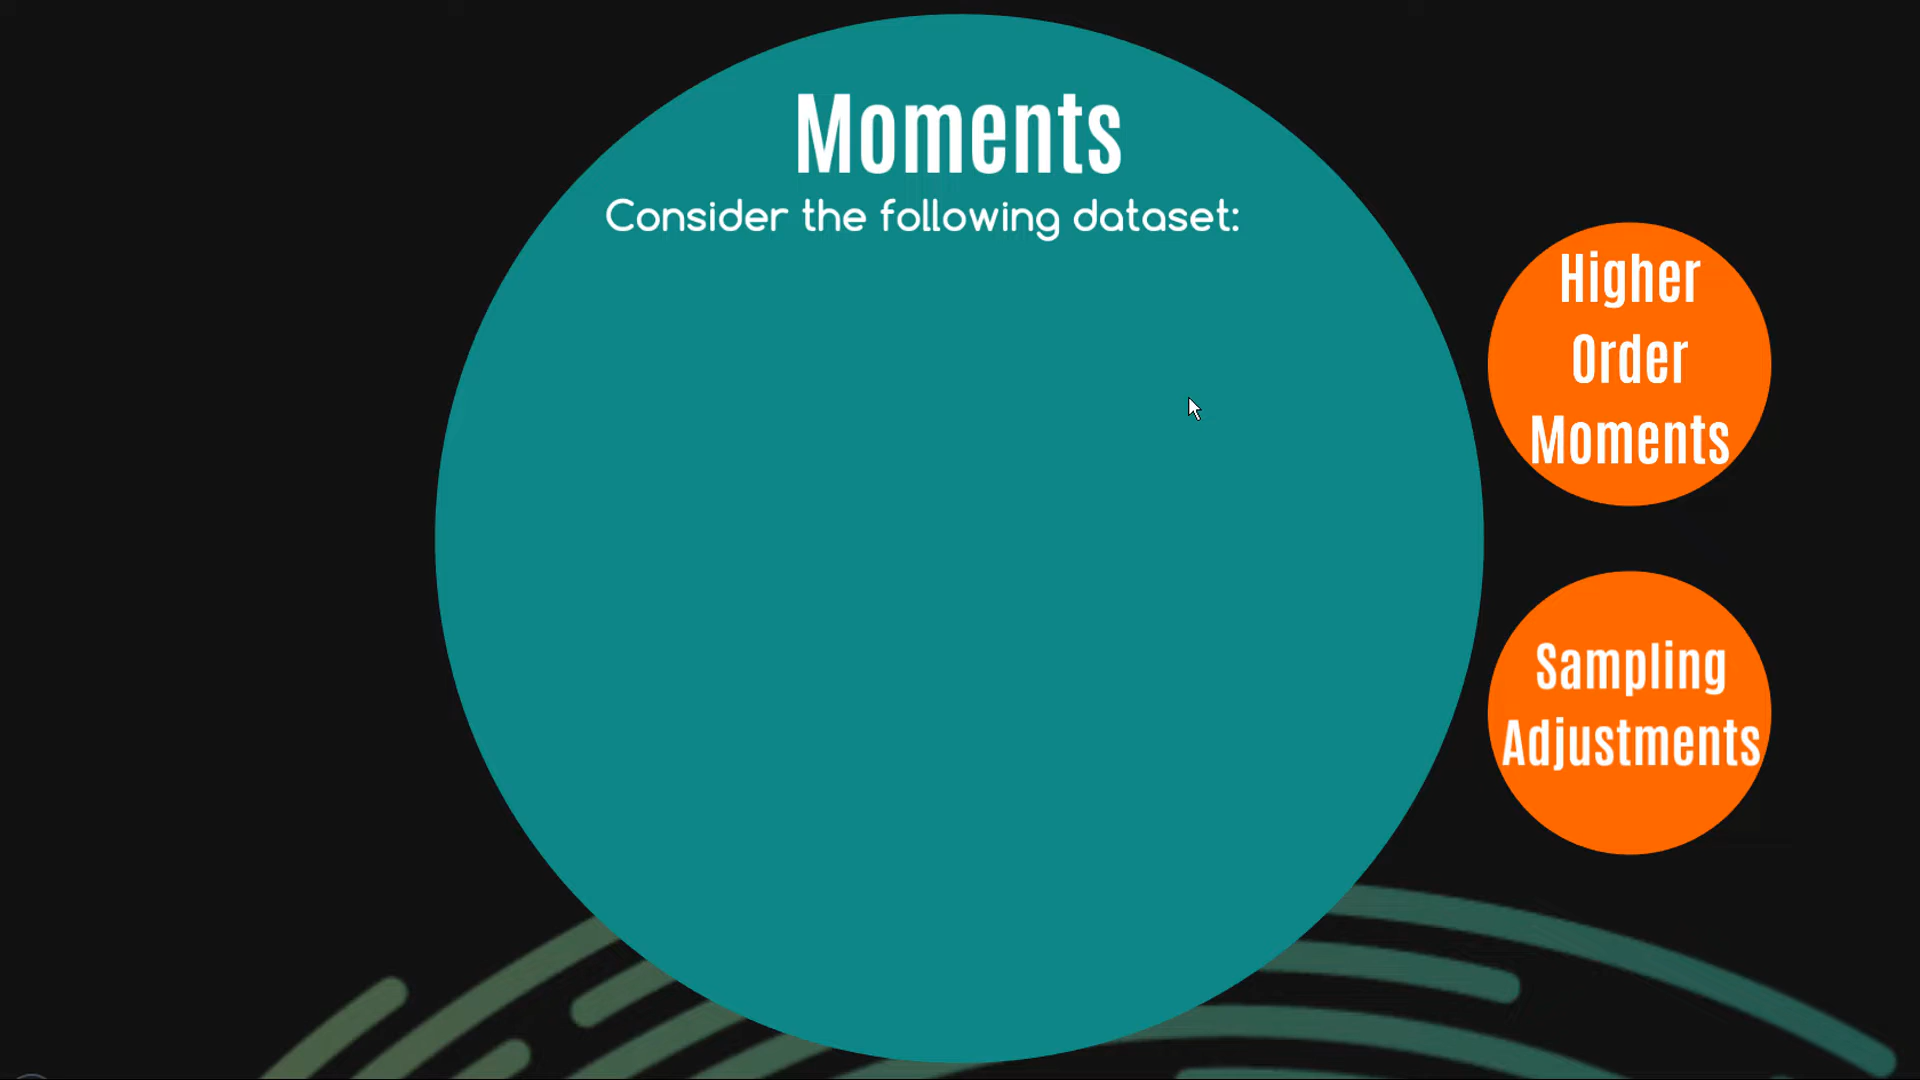 Moments
Consider the following dataset:
Higher
Order
Moments
Sampling
Adjustments